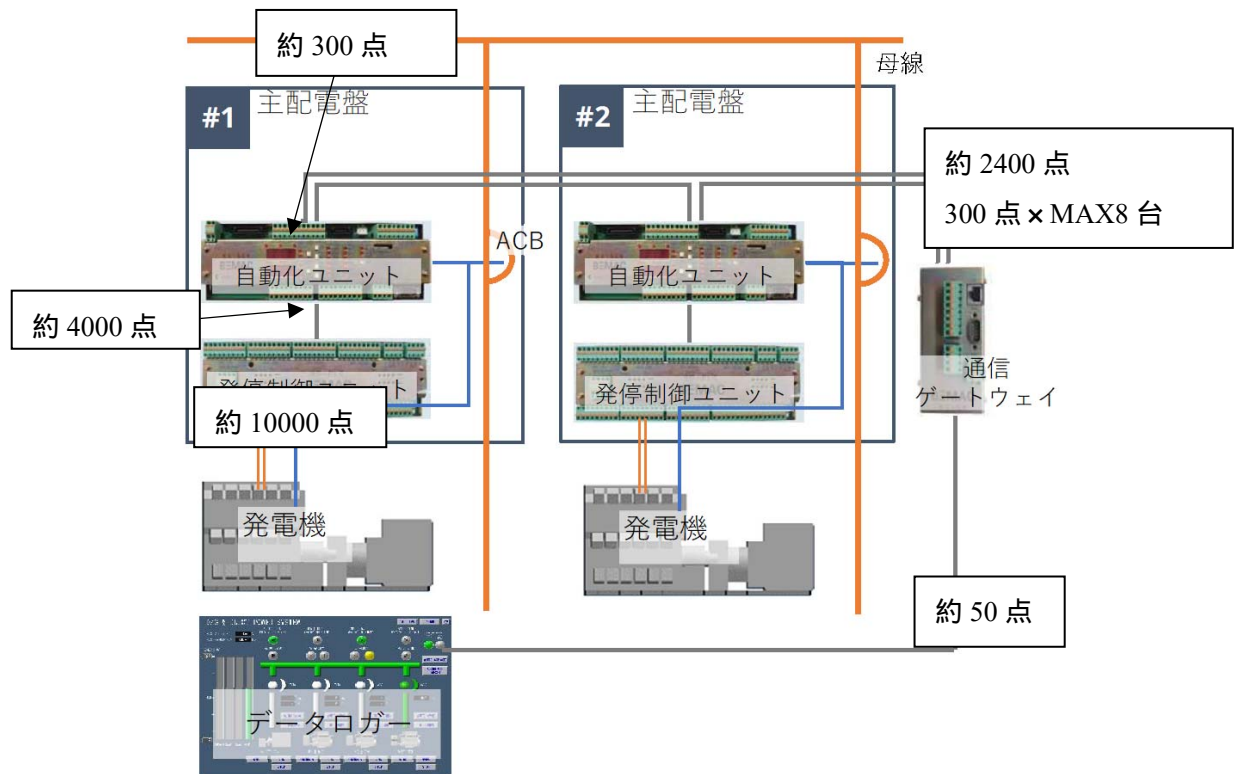 約 300 点
母線
#1
主配電盤
#2
主配電盤
約 2400 点
300 点 × MAX8 台
ACB
自動化ユニット
自動化ユニット
約 4000 点
発停制御ユニット
発停制御ユニット
通信
ゲートウェイ
約 10000 点
発電機
発電機
約 50 点
データロガー